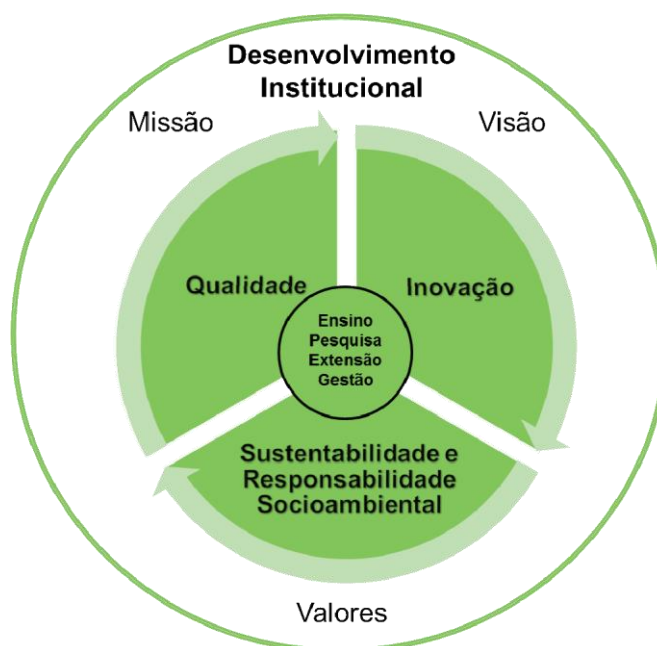 Desenvolvimento
Institucional
Missão
Visão
Qualidade
Inovação
Ensino
Pesquisa
Extensão
Gestão
Sustentabilidade e
Responsabilidade
Socioambiental
Valores